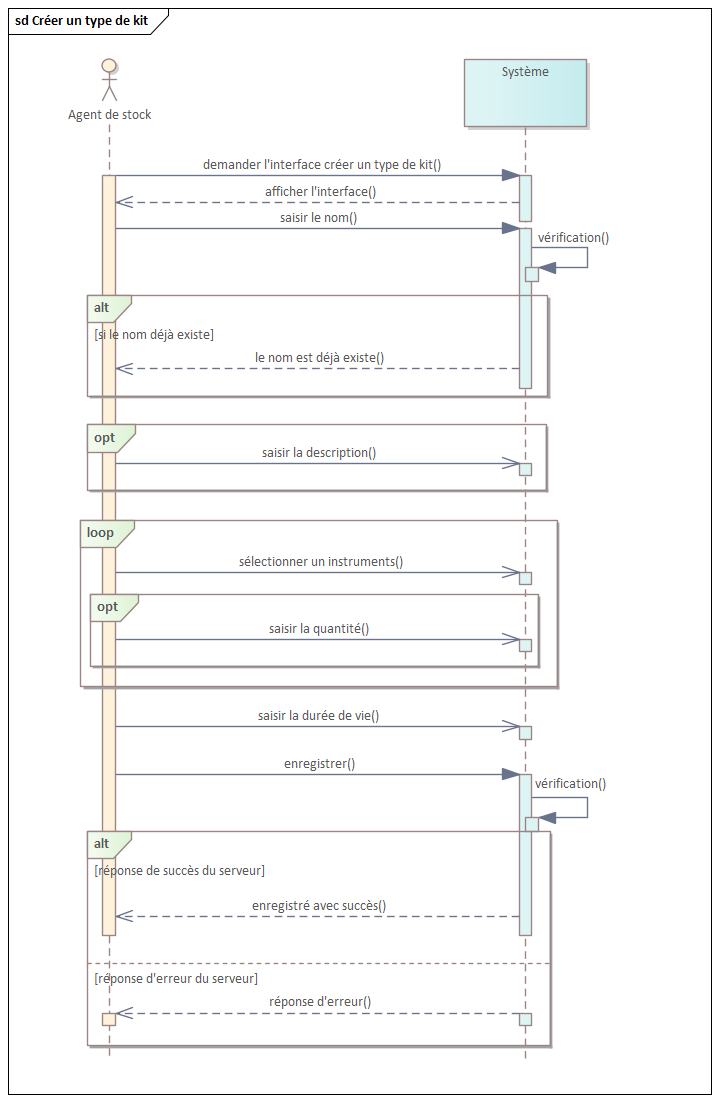 sd Créer un type de kit
Système
Agent de stock
demander l'interface créer un type de kit()
afficher l'interface()
saisir le nom()
vérification()
alt
[si le nom déjà existe]
le nom est déjà existe()
opt
saisir la description()
loop
sélectionner un instruments()
opt
saisir la quantité()
saisir la durée de vie()
enregistrer()
vérification()
alt
[réponse de succès du serveur]
enregistré avec succès()
[réponse d'erreur du serveur]
réponse d'erreur()